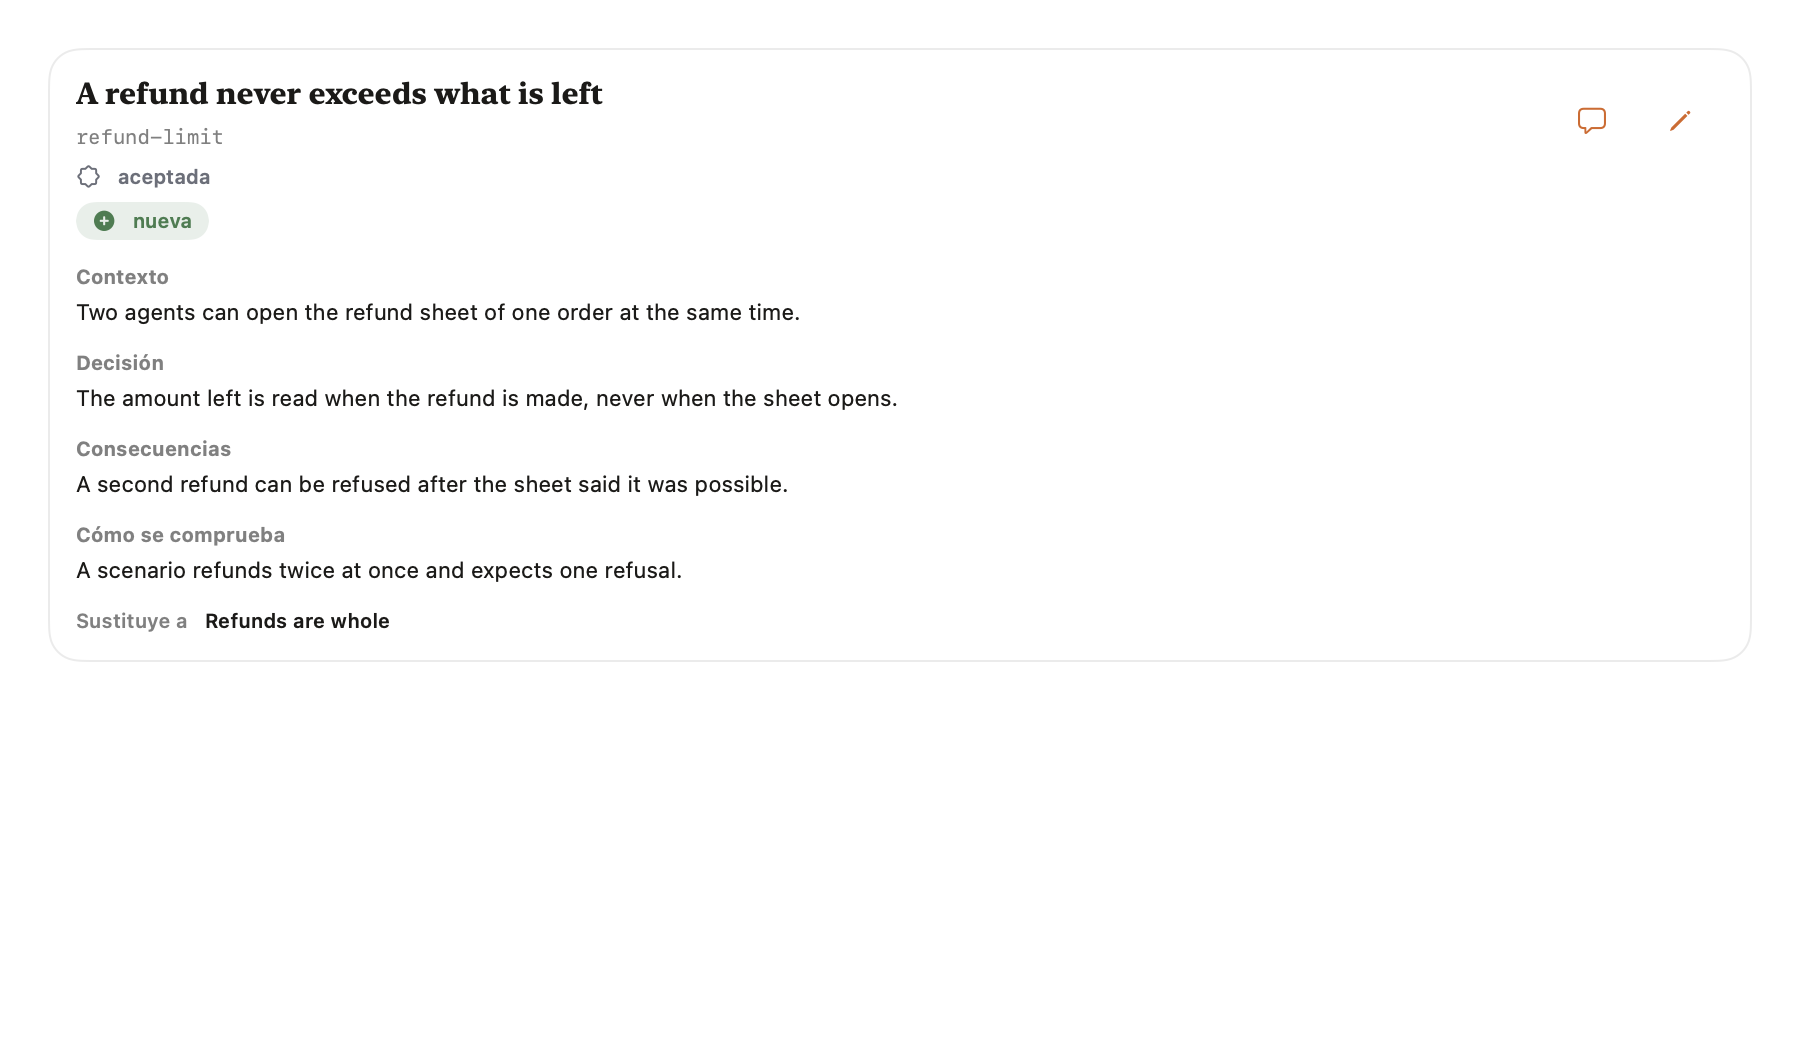 A refund never exceeds what is left
refund-limit
aceptada
nueva
Contexto
Two agents can open the refund sheet of one order at the same time.
Decisión
The amount left is read when the refund is made, never when the sheet opens.
Consecuencias
A second refund can be refused after the sheet said it was possible.
Cómo se comprueba
A scenario refunds twice at once and expects one refusal.
Sustituye a Refunds are whole